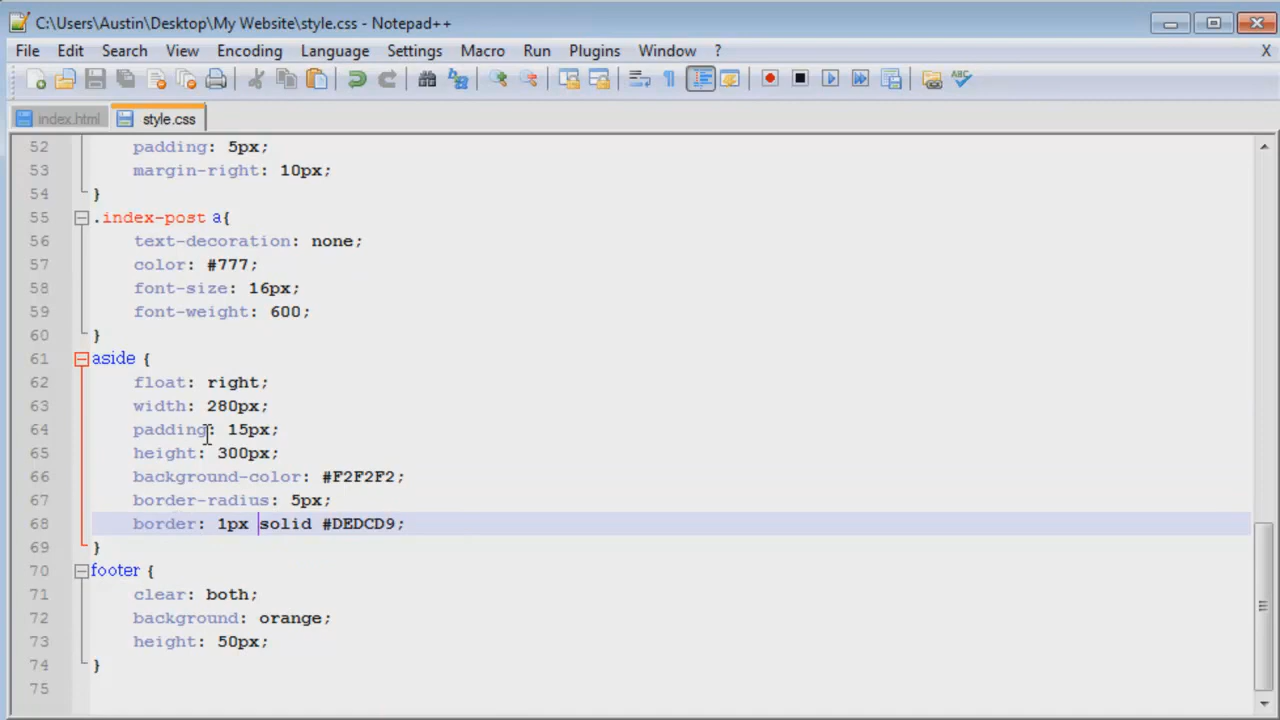 C:\Users\Austin\Desktop\My Website\style.css - Notepad++
File Edit Search View Encoding Language Settings Macro Run Plugins Window ? X
ABC
index.html style.css
52 padding: 5px;
53 margin-right: 10px;
54 }
55 .index-post a{
56 text-decoration: none;
57 color: #777;
58 font-size: 16px;
59 font-weight: 600;
60 }
61 aside {
62 float: right;
63 width: 280px;
64 padding: 15px;
65 height: 300px;
66 background-color: #F2F2F2;
67 border-radius: 5px;
68 border: 1px solid #DEDCD9;
69 }
70 footer {
71 clear: both;
72 background: orange;
73 height: 50px;
74 }
75